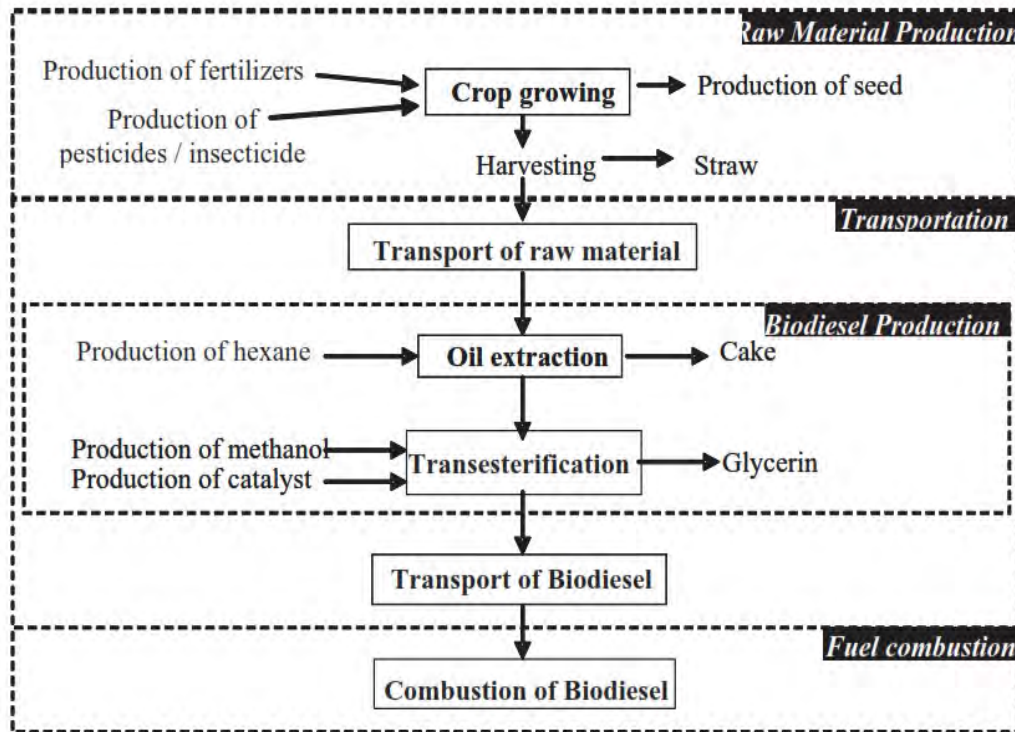 Raw Material Production
Production of fertilizers
Crop growing
Production of seed
Production of
pesticides / insecticide
Harvesting
Straw
Transportation
Transport of raw material
Biodiesel Production
Production of hexane
Oil extraction
Cake
Production of methanol
Production of catalyst
Transesterification
Glycerin
Transport of Biodiesel
Fuel combustion
Combustion of Biodiesel